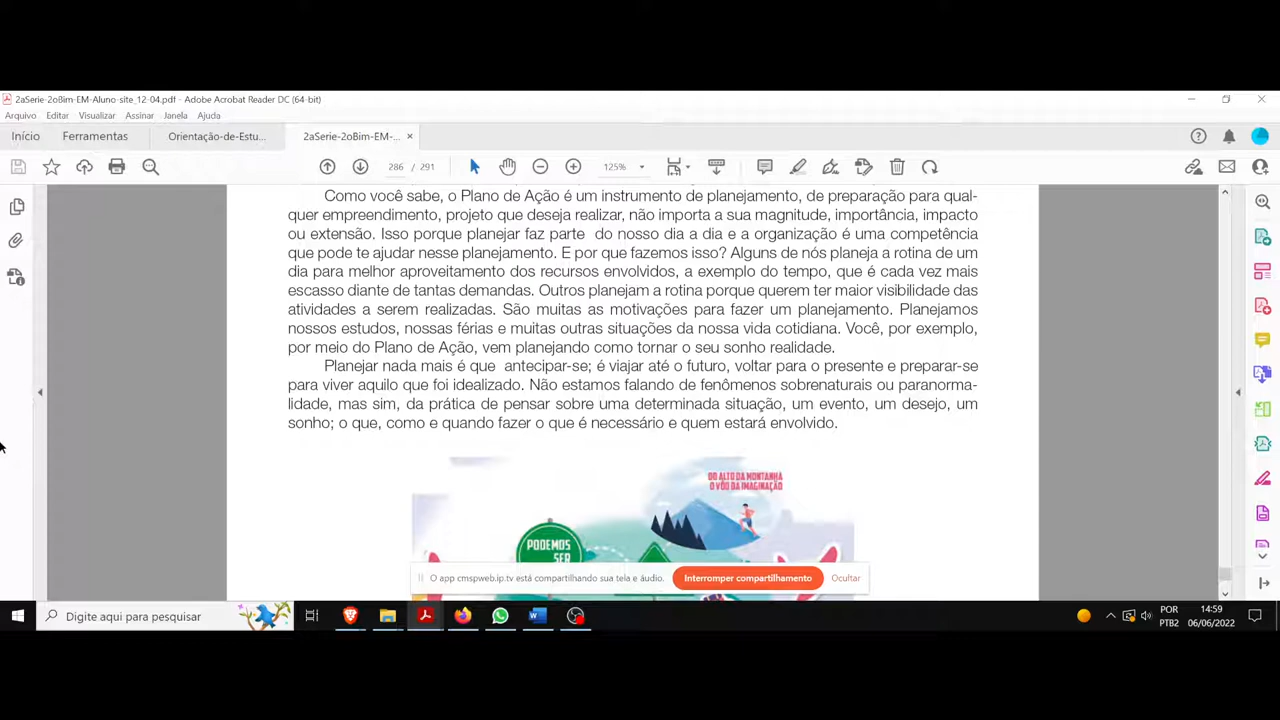 2aSerie-2oBim-EM-Aluno-site_12-04.pdf - Adobe Acrobat Reader DC (64-bit)
Arquivo Editar Visualizar Assinar Janela Ajuda
Início Ferramentas Orientação-de-Estu... 2aSerie-2oBim-EM-...
286 / 291 125%
Como você sabe, o Plano de Ação é um instrumento de planejamento, de preparação para qual-
quer empreendimento, projeto que deseja realizar, não importa a sua magnitude, importância, impacto
ou extensão. Isso porque planejar faz parte do nosso dia a dia e a organização é uma competência
que pode te ajudar nesse planejamento. E por que fazemos isso? Alguns de nós planeja a rotina de um
dia para melhor aproveitamento dos recursos envolvidos, a exemplo do tempo, que é cada vez mais
escasso diante de tantas demandas. Outros planejam a rotina porque querem ter maior visibilidade das
atividades a serem realizadas. São muitas as motivações para fazer um planejamento. Planejamos
nossos estudos, nossas férias e muitas outras situações da nossa vida cotidiana. Você, por exemplo,
por meio do Plano de Ação, vem planejando como tornar o seu sonho realidade.
Planejar nada mais é que antecipar-se; é viajar até o futuro, voltar para o presente e preparar-se
para viver aquilo que foi idealizado. Não estamos falando de fenômenos sobrenaturais ou paranorma-
lidade, mas sim, da prática de pensar sobre uma determinada situação, um evento, um desejo, um
sonho; o que, como e quando fazer o que é necessário e quem estará envolvido.
DO ALTO DA MONTANHA
O VOO DA IMAGINAÇÃO
PODEMOS
SER
O app cmspweb.ip.tv está compartilhando sua tela e áudio. Interromper compartilhamento Ocultar
Digite aqui para pesquisar
POR 14:59
PTB2 06/06/2022